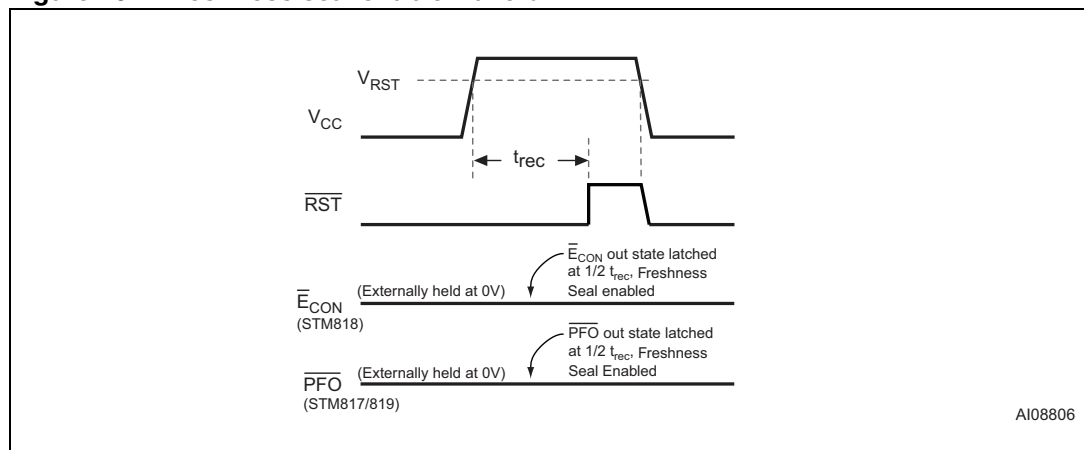 V_RST
V_CC
t_rec
RST
E_CON out state latched
at 1/2 t_rec, Freshness
Seal enabled
(Externally held at 0V)
E_CON
(STM818)
PFO out state latched
at 1/2 t_rec, Freshness
Seal Enabled
(Externally held at 0V)
PFO
(STM817/819)
AI08806